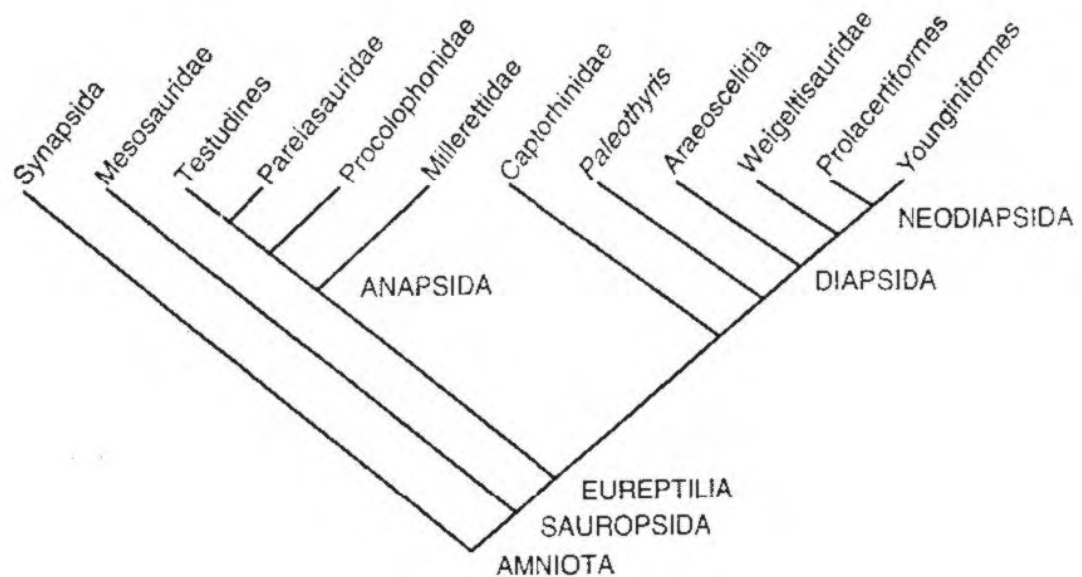 Synapsida
Mesosauridae
Testudines
Pareiasauridae
Procolophonidae
Millerettidae
Captorhinidae
Paleothyris
Araeoscelidia
Weigeltisauridae
Prolacertiformes
Younginiformes
NEODIAPSIDA
DIAPSIDA
ANAPSIDA
EUREPTILIA
SAUROPSIDA
AMNIOTA